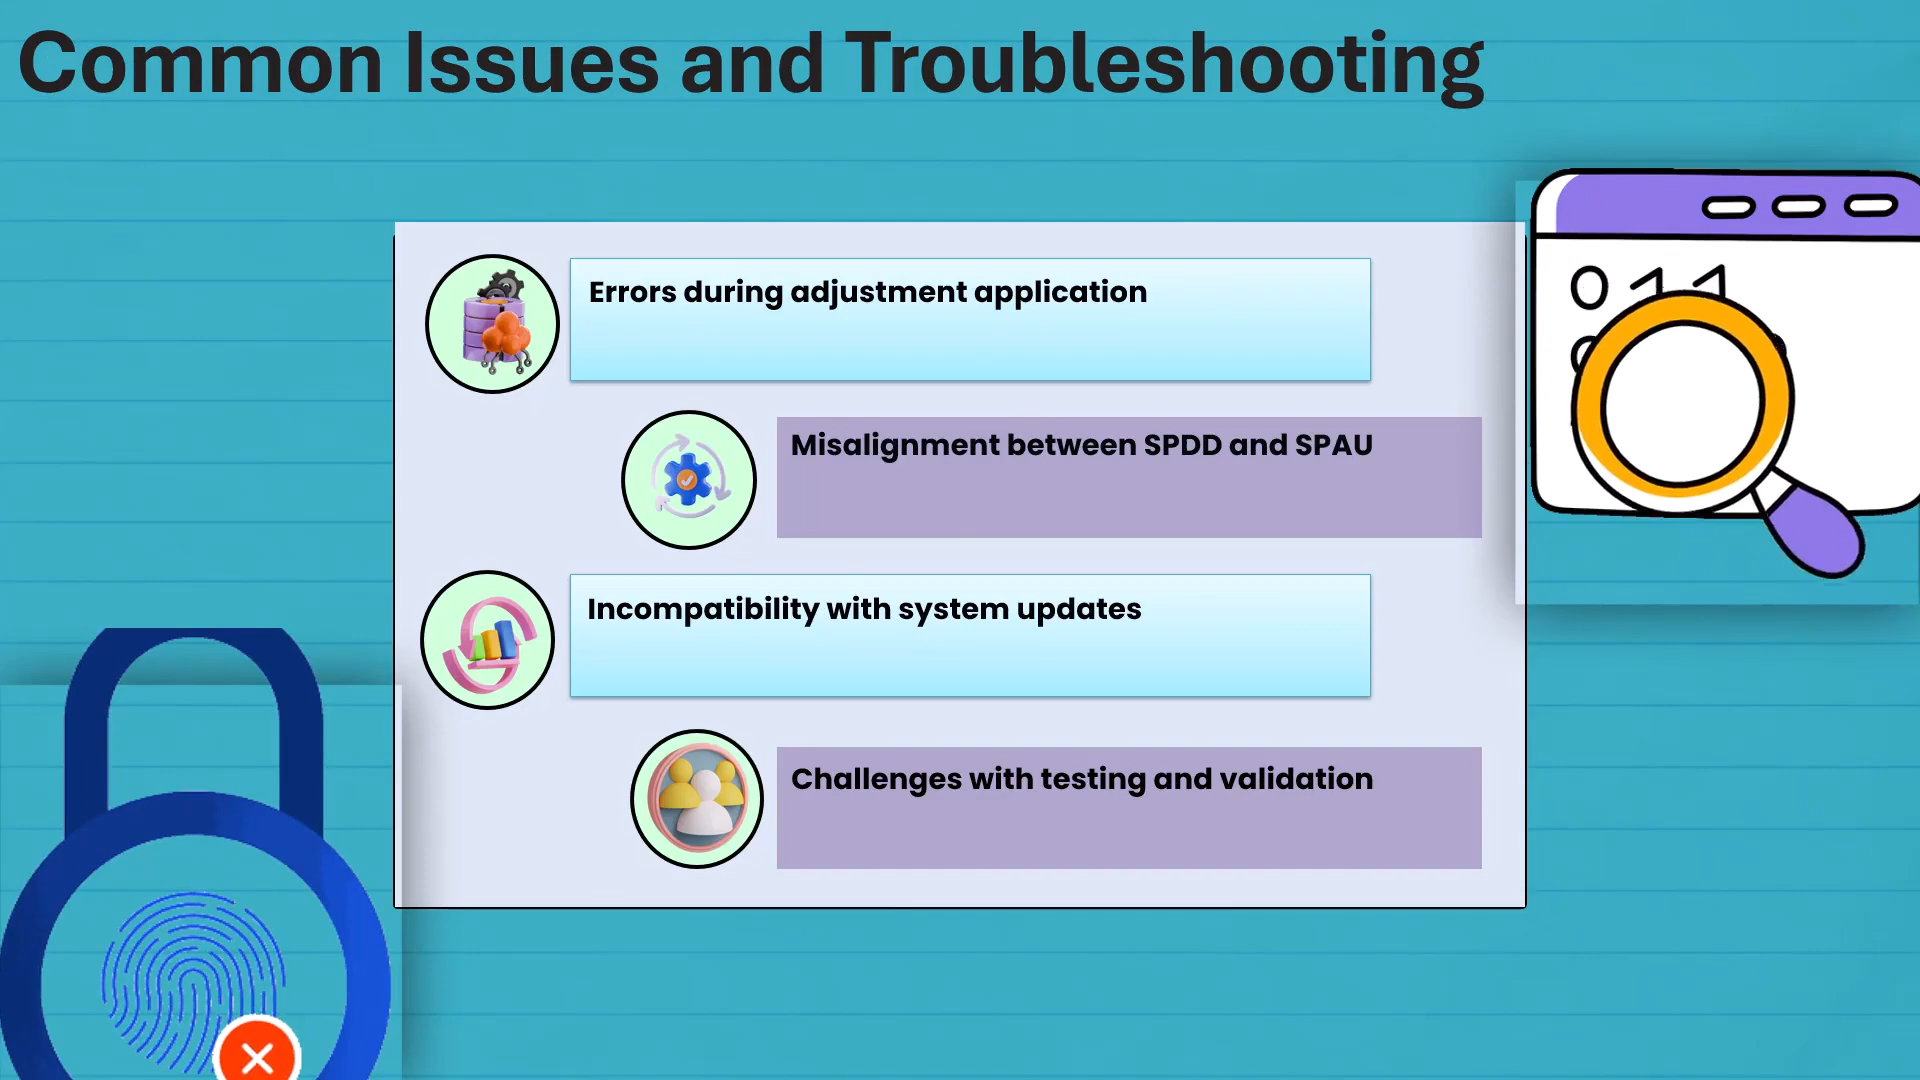 Common Issues and Troubleshooting
Errors during adjustment application
Misalignment between SPDD and SPAU
Incompatibility with system updates
Challenges with testing and validation
011